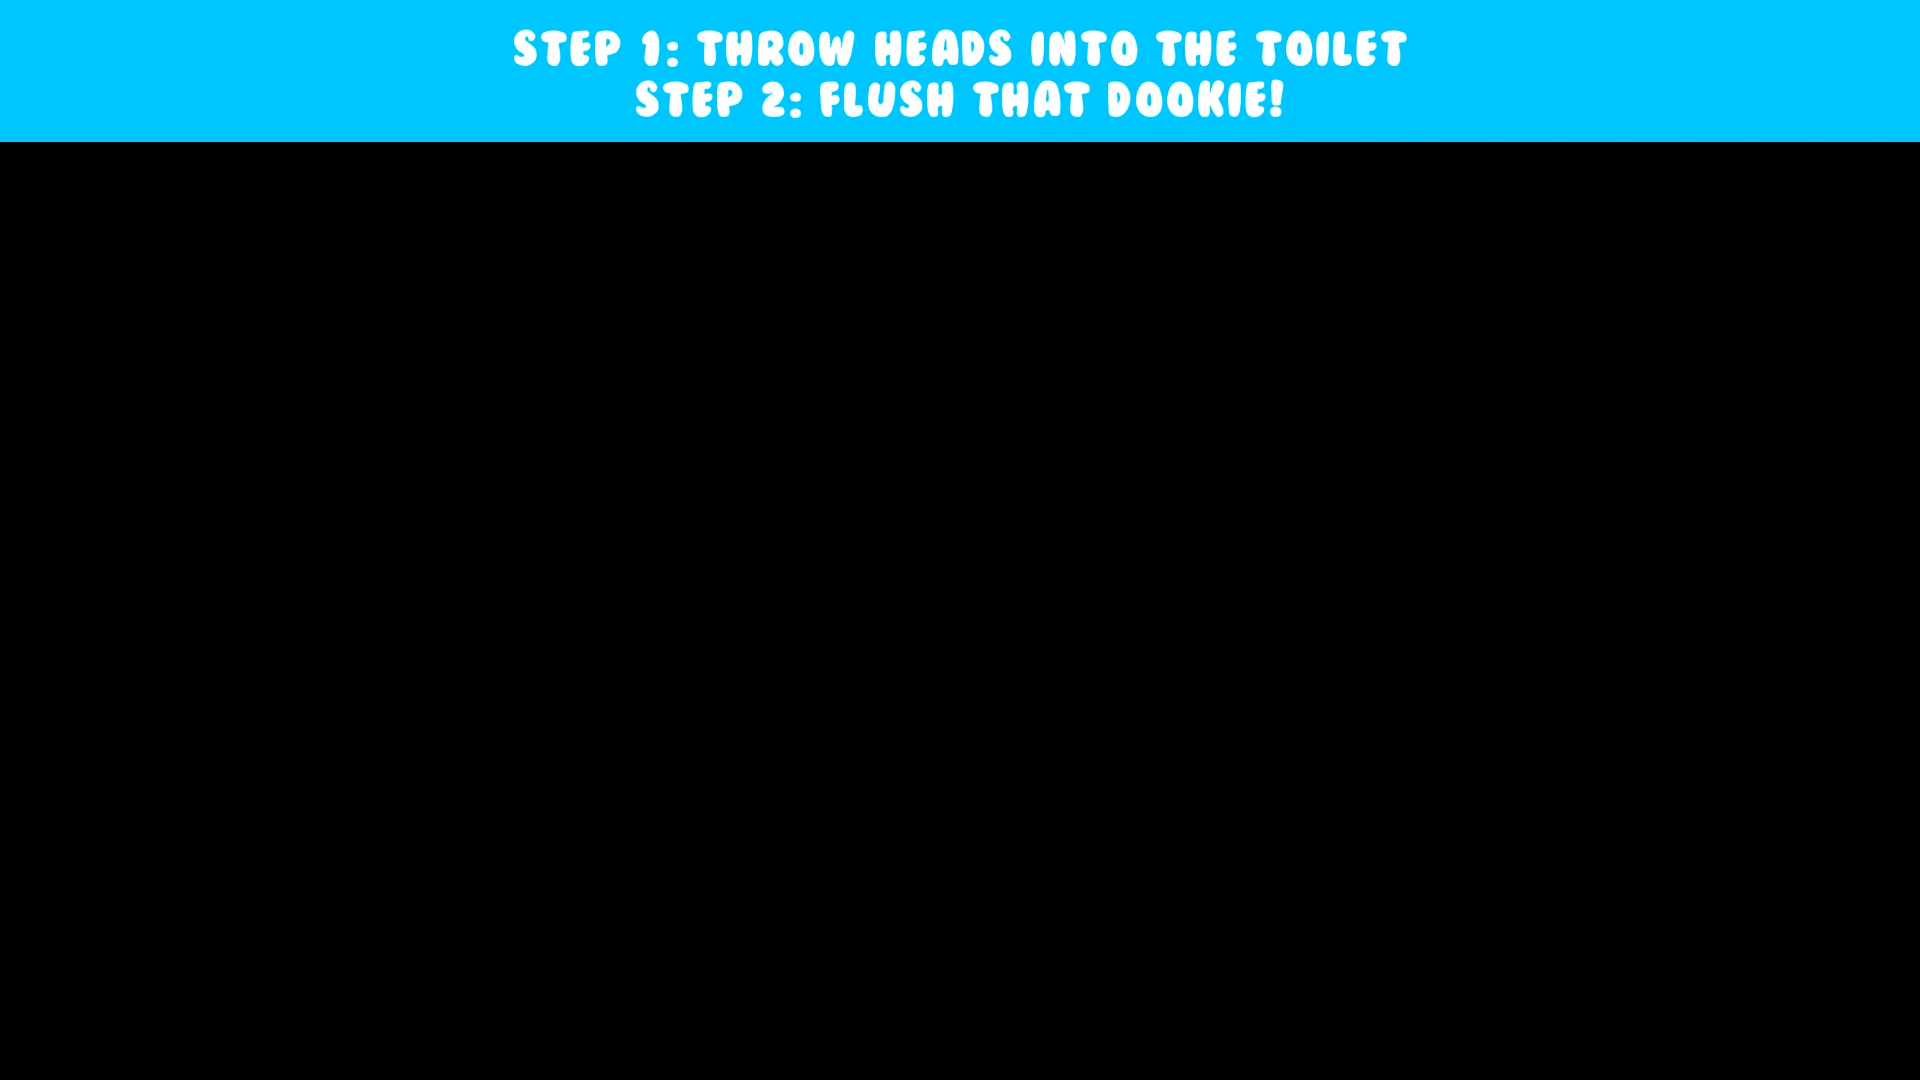 STEP 1: THROW HEADS INTO THE TOILET
STEP 2: FLUSH THAT DOOKIE!